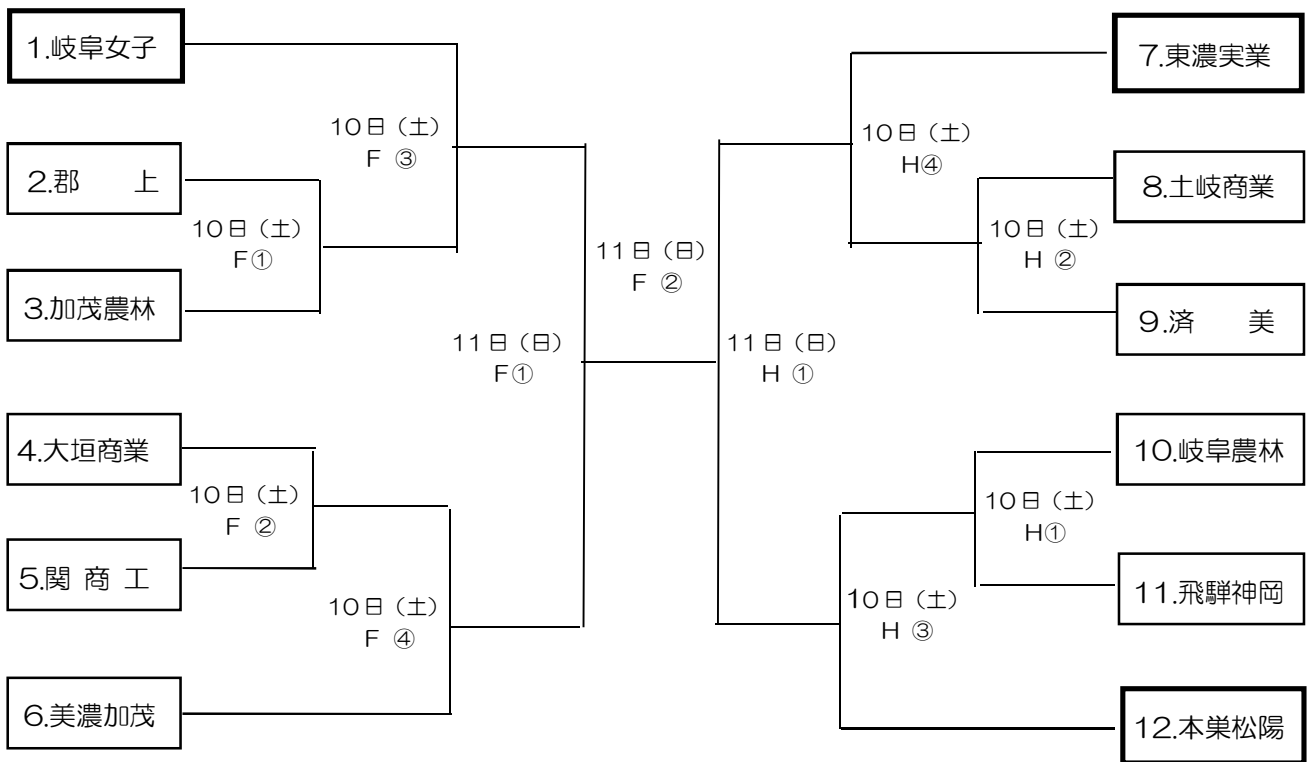 1.岐阜女子
10日（土）
F ③
2.郡　　上
10日（土）
F①
3.加茂農林
11日（日）
F①
4.大垣商業
10日（土）
F ②
5.関 商 工
10日（土）
F ④
6.美濃加茂
11日（日）
F ②
7.東濃実業
10日（土）
H④
8.土岐商業
10日（土）
H ②
9.済　　美
11日（日）
H ①
10.岐阜農林
10日（土）
H①
11.飛騨神岡
10日（土）
H ③
12.本巣松陽